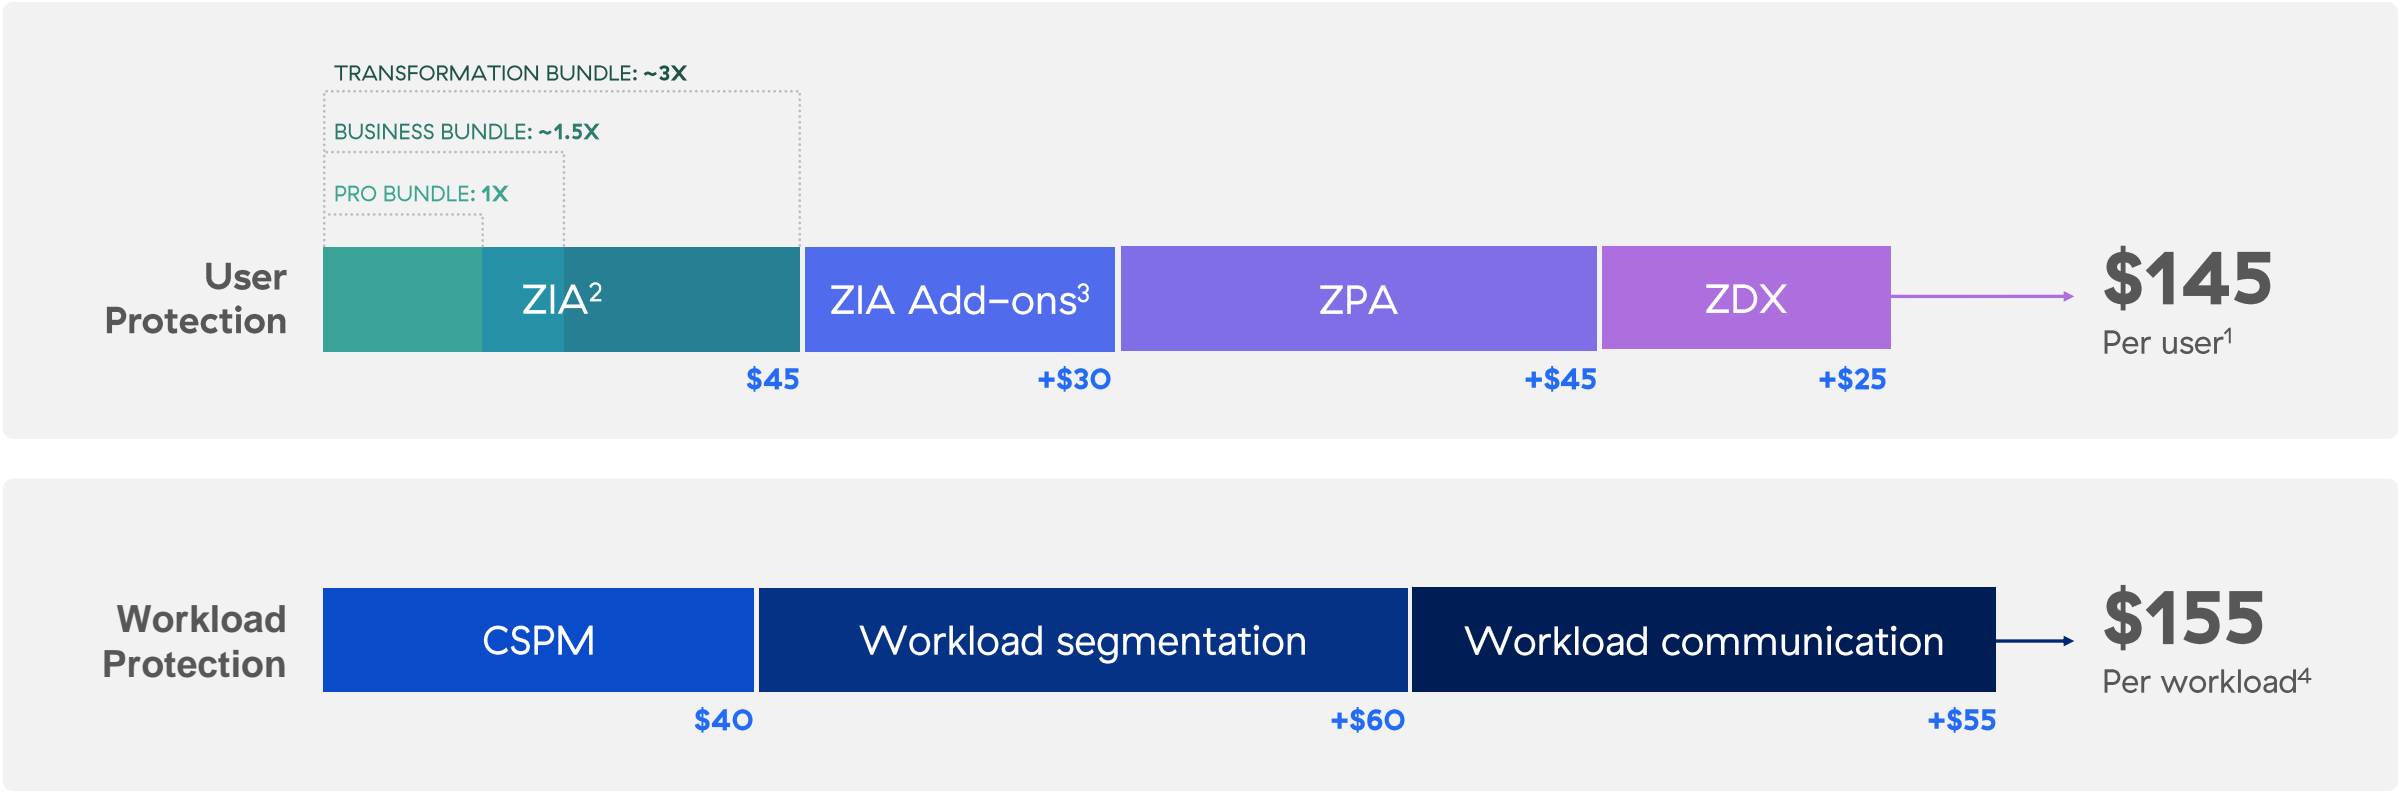 TRANSFORMATION BUNDLE: ~3X
BUSINESS BUNDLE: ~1.5X
PRO BUNDLE: 1X
User
Protection
ZIA²
ZIA Add-ons³
ZPA
ZDX
$145
Per user¹
$45
+$30
+$45
+$25
Workload
Protection
CSPM
Workload segmentation
Workload communication
$155
Per workload⁴
$40
+$60
+$55